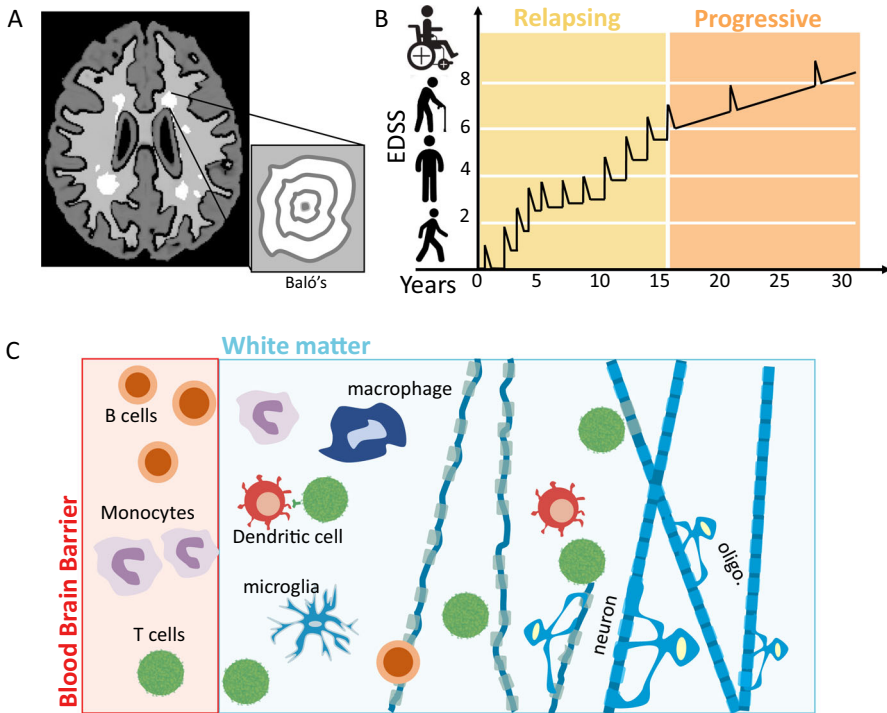 A
Baló's
B
Relapsing
Progressive
EDSS
8
6
4
2
Years
0
5
10
15
20
25
30
C
White matter
Blood Brain Barrier
B cells
macrophage
Monocytes
Dendritic cell
microglia
T cells
neuron
oligo.